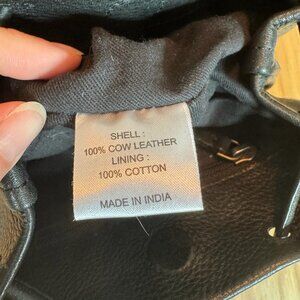 SHELL :
100% COW LEATHER
LINING :
100% COTTON
MADE IN INDIA